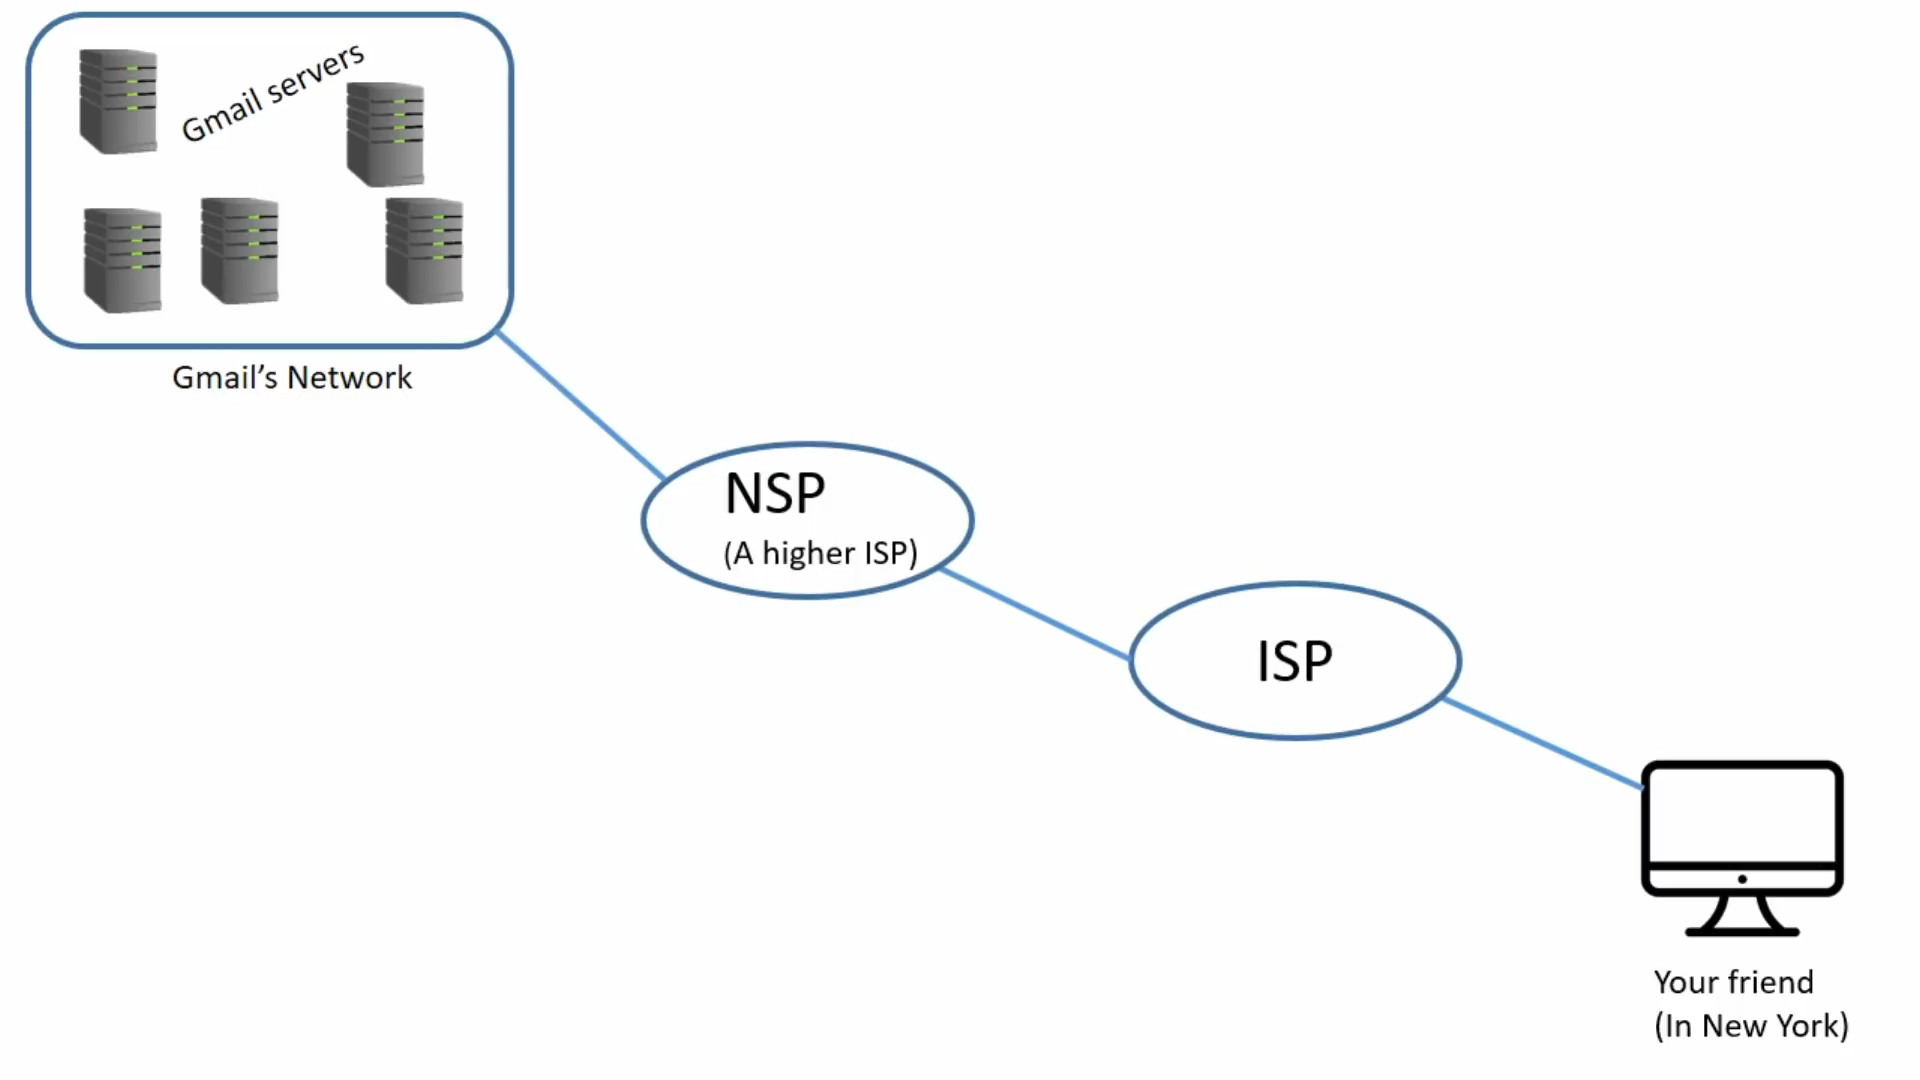 Gmail servers
Gmail’s Network
NSP
(A higher ISP)
ISP
Your friend
(In New York)